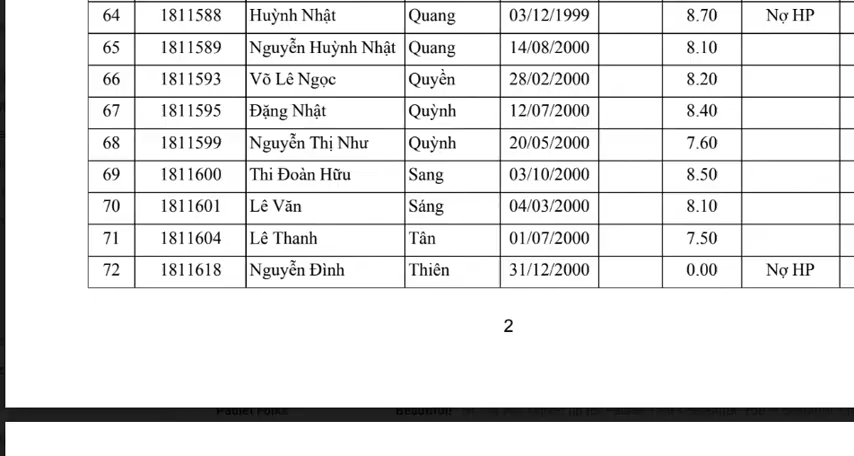 64 1811588 Huỳnh Nhật Quang 03/12/1999 8.70 Nợ HP
65 1811589 Nguyễn Huỳnh Nhật Quang 14/08/2000 8.10
66 1811593 Võ Lê Ngọc Quyền 28/02/2000 8.20
67 1811595 Đặng Nhật Quỳnh 12/07/2000 8.40
68 1811599 Nguyễn Thị Như Quỳnh 20/05/2000 7.60
69 1811600 Thi Đoàn Hữu Sang 03/10/2000 8.50
70 1811601 Lê Văn Sáng 04/03/2000 8.10
71 1811604 Lê Thanh Tân 01/07/2000 7.50
72 1811618 Nguyễn Đình Thiên 31/12/2000 0.00 Nợ HP
2